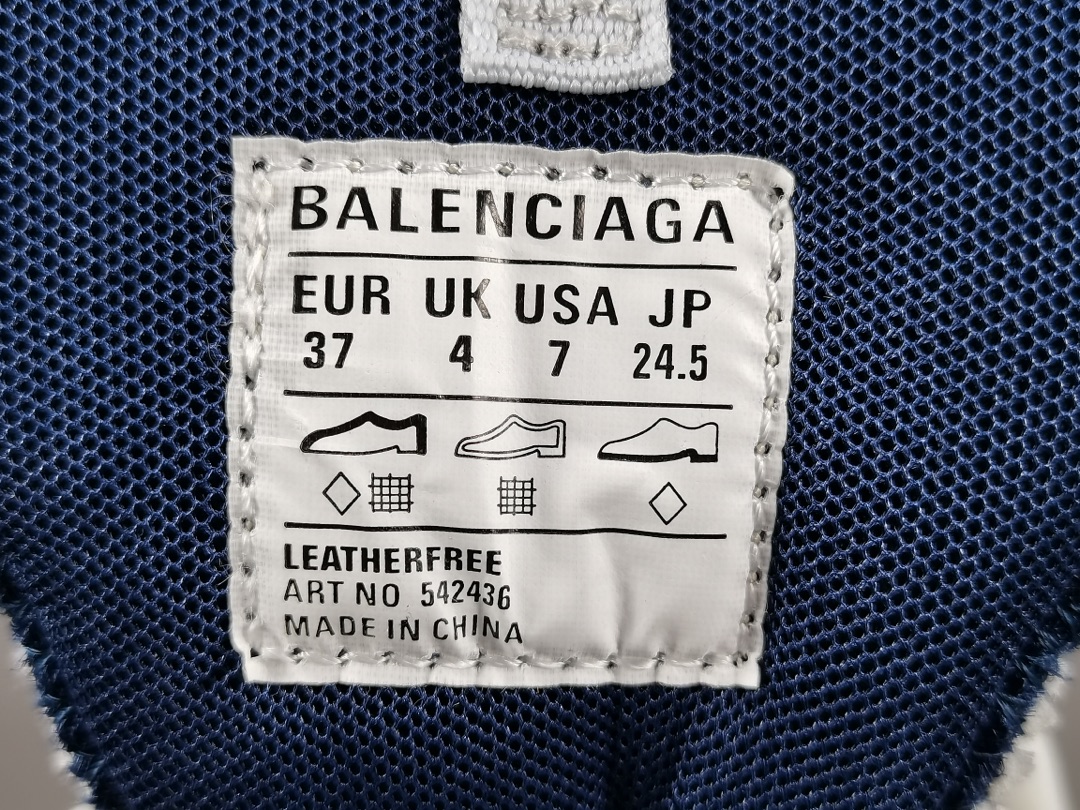 BALENCIAGA
EUR UK USA JP
37 4 7 24.5
LEATHERFREE
ART NO 542436
MADE IN CHINA